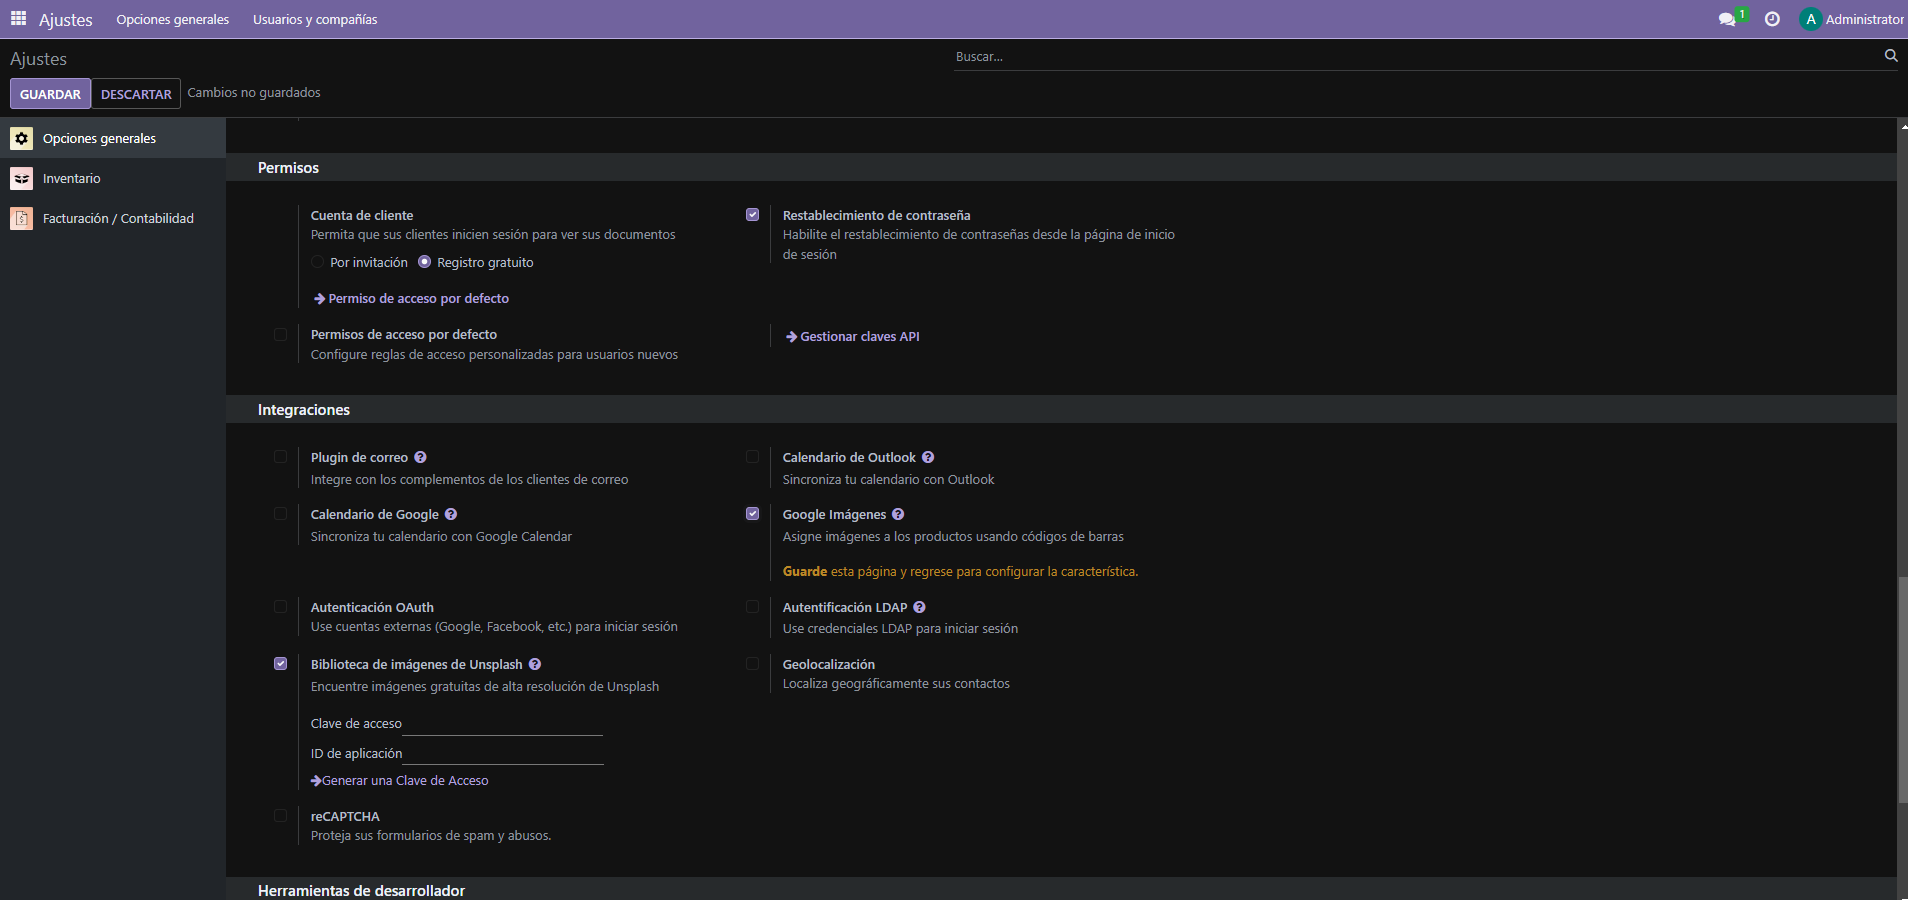 Ajustes
Opciones generales
Usuarios y compañías
1
A
Administrator
Ajustes
Buscar...
GUARDAR
DESCARTAR
Cambios no guardados
Opciones generales
Inventario
Facturación / Contabilidad
Permisos
Cuenta de cliente
Permita que sus clientes inicien sesión para ver sus documentos
Por invitación
Registro gratuito
Permiso de acceso por defecto
Restablecimiento de contraseña
Habilite el restablecimiento de contraseñas desde la página de inicio
de sesión
Permisos de acceso por defecto
Configure reglas de acceso personalizadas para usuarios nuevos
Gestionar claves API
Integraciones
Plugin de correo ?
Integre con los complementos de los clientes de correo
Calendario de Outlook ?
Sincroniza tu calendario con Outlook
Calendario de Google ?
Sincroniza tu calendario con Google Calendar
Google Imágenes ?
Asigne imágenes a los productos usando códigos de barras
Guarde esta página y regrese para configurar la característica.
Autenticación OAuth
Use cuentas externas (Google, Facebook, etc.) para iniciar sesión
Autentificación LDAP ?
Use credenciales LDAP para iniciar sesión
Biblioteca de imágenes de Unsplash ?
Encuentre imágenes gratuitas de alta resolución de Unsplash
Clave de acceso
ID de aplicación
Generar una Clave de Acceso
Geolocalización
Localiza geográficamente sus contactos
reCAPTCHA
Proteja sus formularios de spam y abusos.
Herramientas de desarrollador